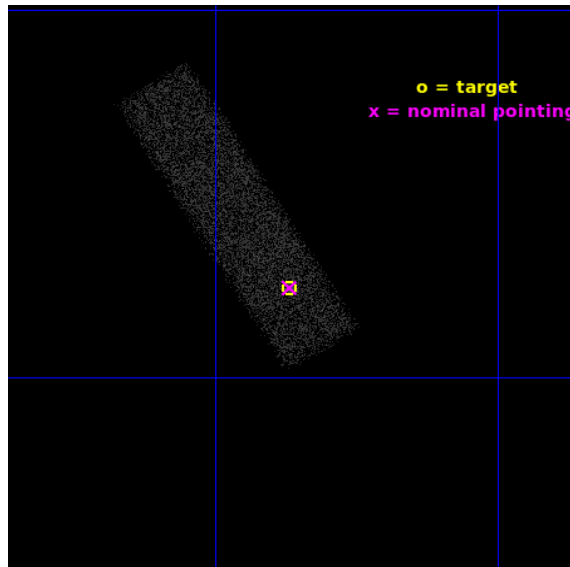 o = target
x = nominal pointing